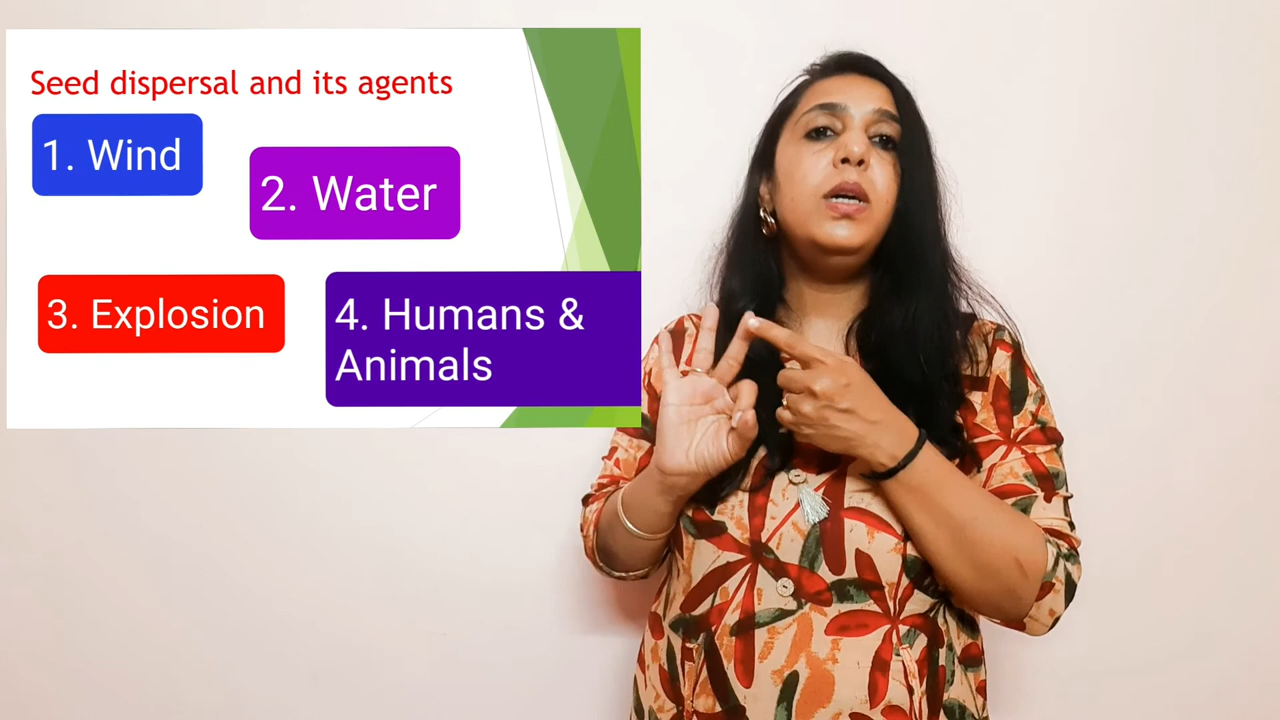 Seed dispersal and its agents
1. Wind
2. Water
3. Explosion
4. Humans &
Animals